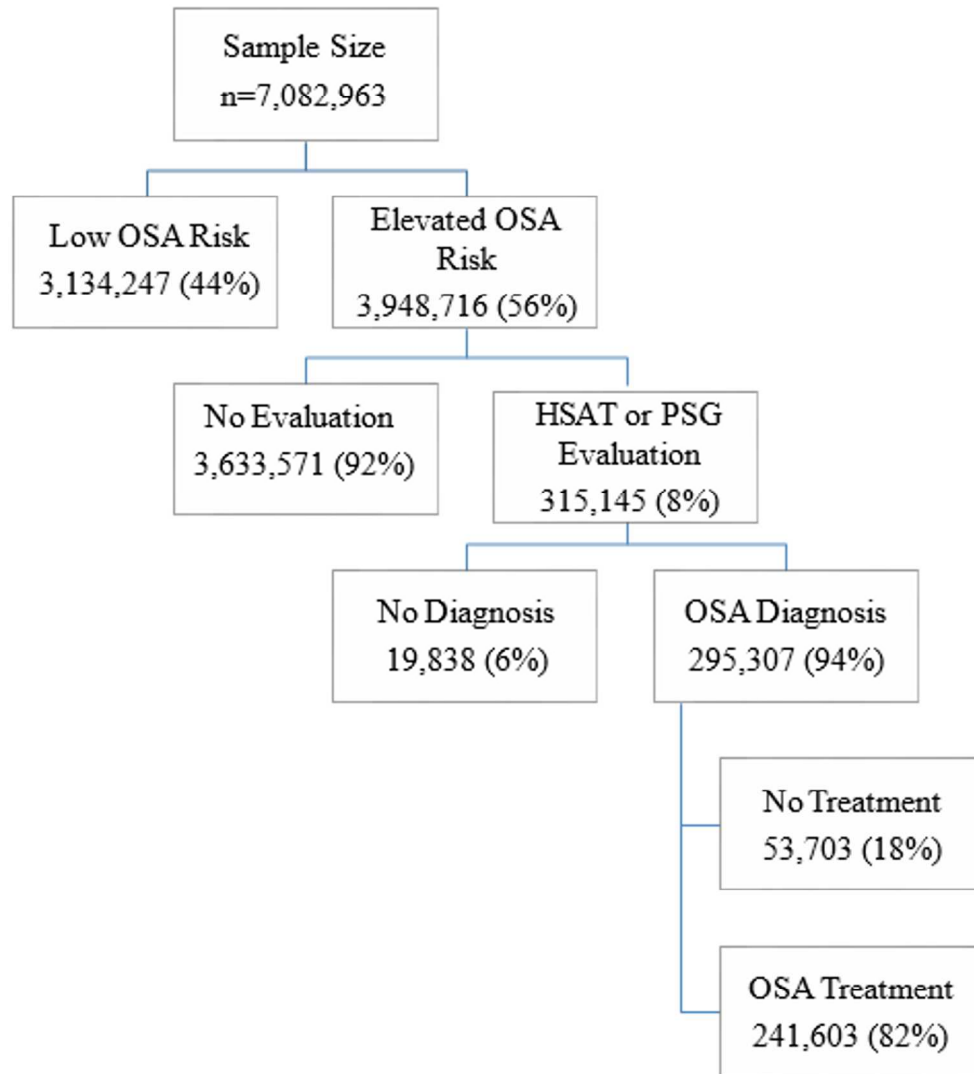 Sample Size
n=7,082,963
Low OSA Risk
3,134,247 (44%)
Elevated OSA
Risk
3,948,716 (56%)
No Evaluation
3,633,571 (92%)
HSAT or PSG
Evaluation
315,145 (8%)
No Diagnosis
19,838 (6%)
OSA Diagnosis
295,307 (94%)
No Treatment
53,703 (18%)
OSA Treatment
241,603 (82%)